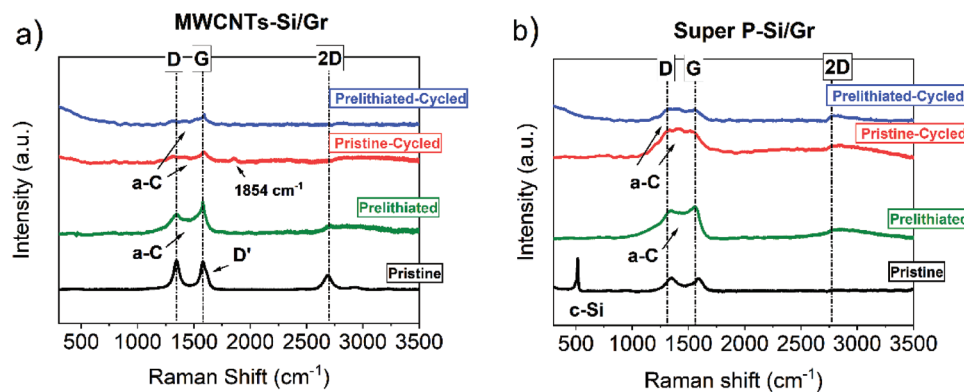 a)
MWCNTs-Si/Gr
D
G
2D
Prelithiated-Cycled
Pristine-Cycled
a-C
1854 cm⁻¹
Prelithiated
a-C
D'
Pristine
Intensity (a.u.)
500 1000 1500 2000 2500 3000 3500
Raman Shift (cm⁻¹)
b)
Super P-Si/Gr
D
G
2D
Prelithiated-Cycled
Pristine-Cycled
a-C
Prelithiated
a-C
Pristine
c-Si
Intensity (a.u.)
500 1000 1500 2000 2500 3000 3500
Raman shift (cm⁻¹)